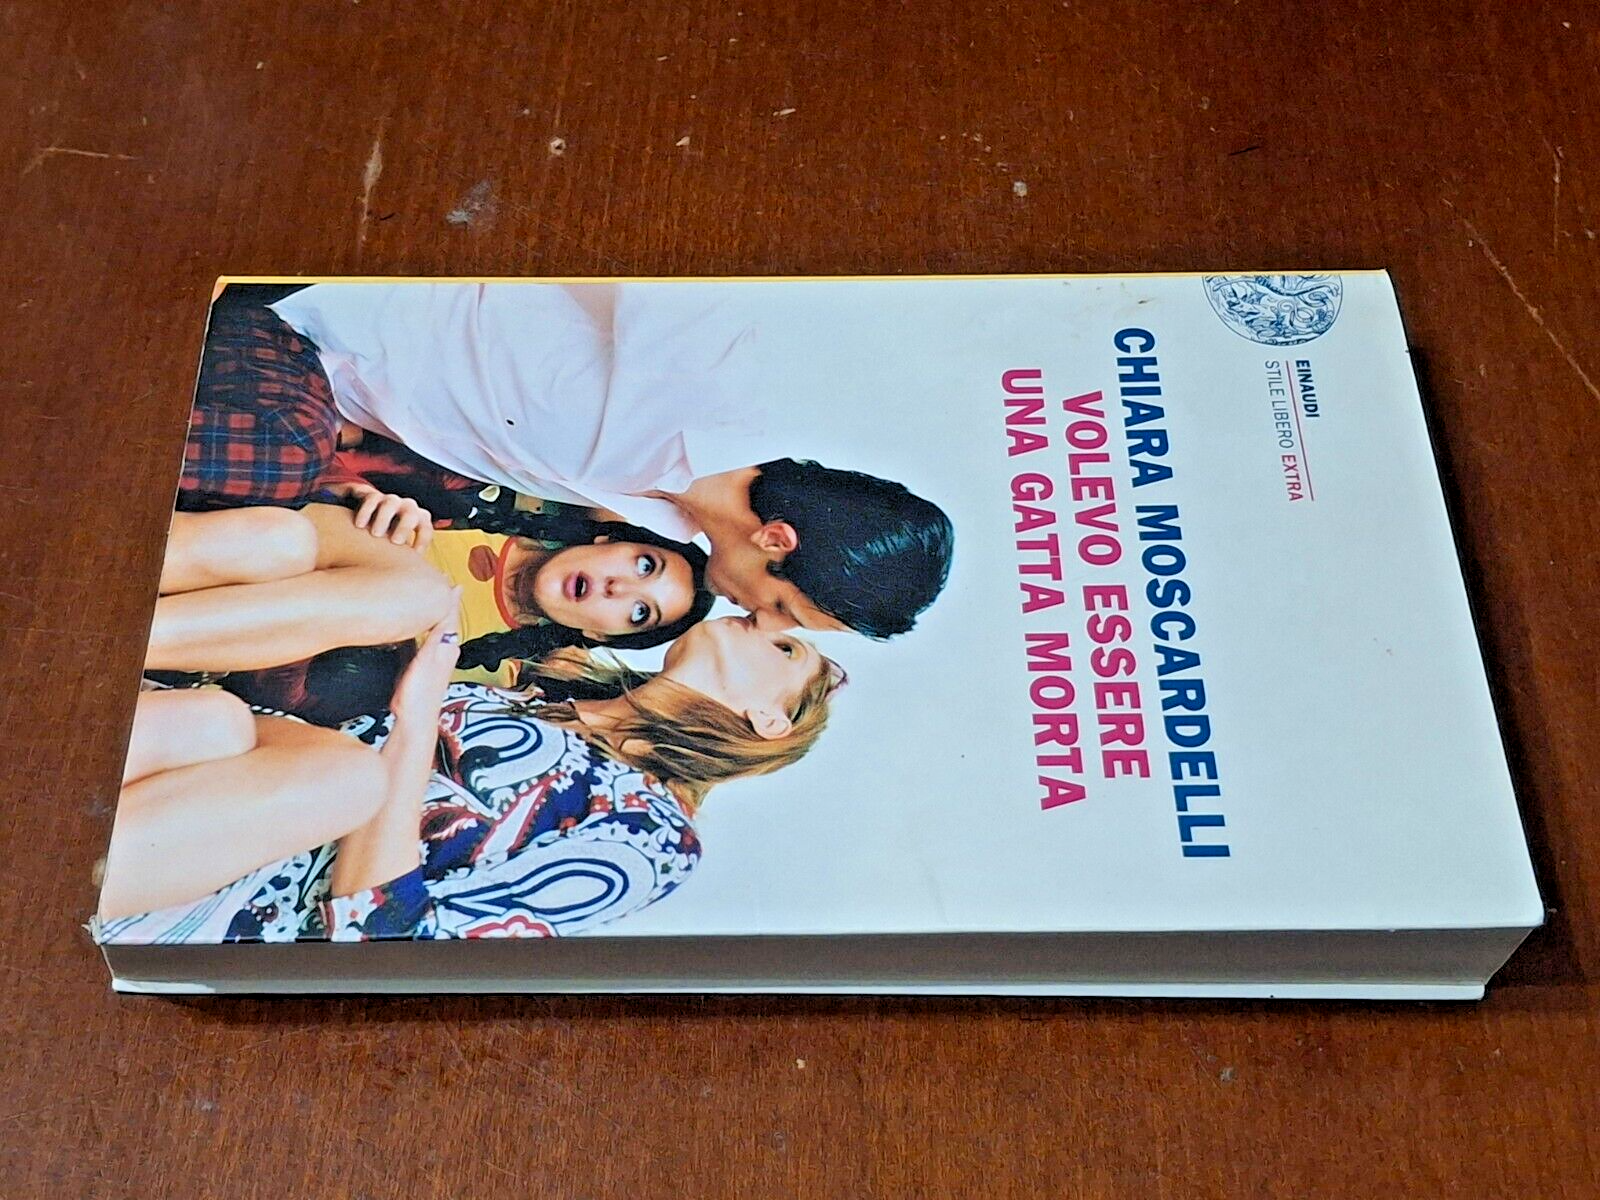 EINAUDI
STILE LIBERO EXTRA
CHIARA MOSCARDELLI
VOLEVO ESSERE
UNA GATTA MORTA